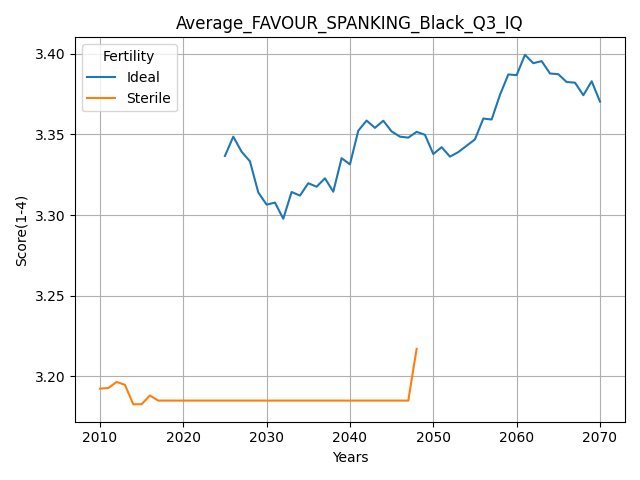 Average_FAVOUR_SPANKING_Black_Q3_IQ
Fertility
Ideal
Sterile
Score(1-4)
3.40
3.35
3.30
3.25
3.20
2010 2020 2030 2040 2050 2060 2070
Years